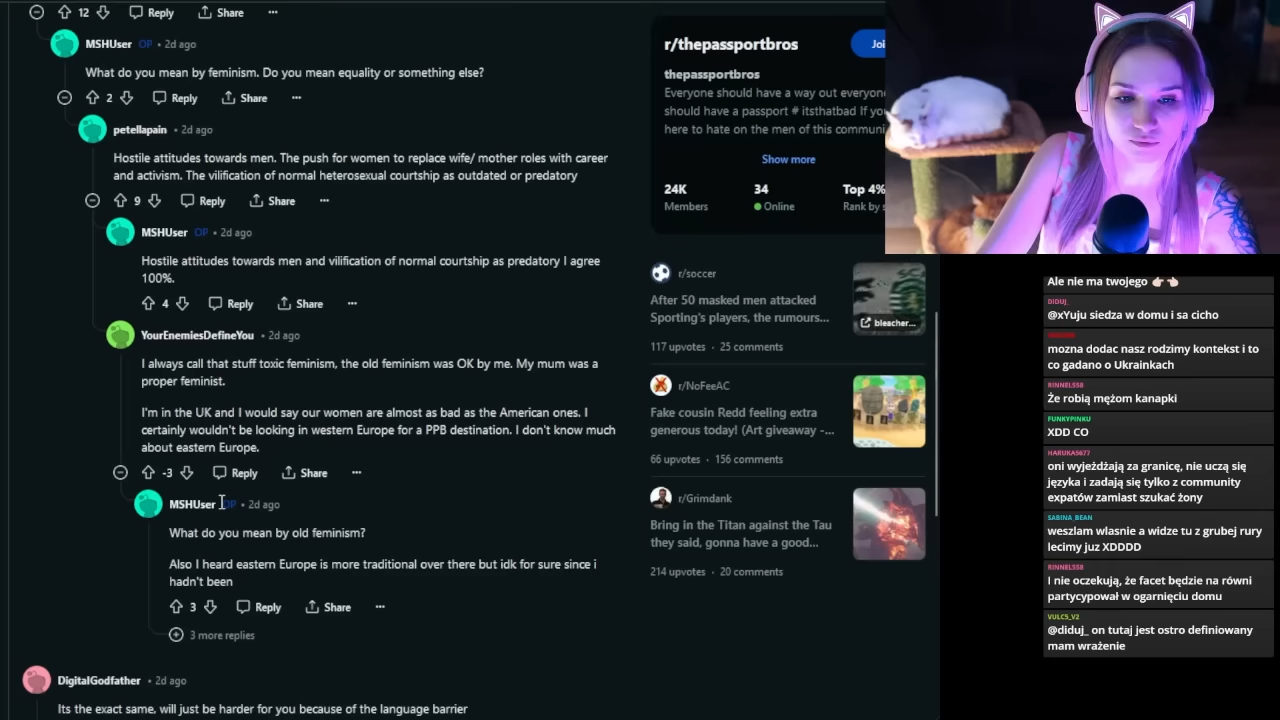 12 Reply Share
MSHUser OP • 2d ago
What do you mean by feminism. Do you mean equality or something else?
2 Reply Share
petellapain • 2d ago
Hostile attitudes towards men. The push for women to replace wife/ mother roles with career
and activism. The vilification of normal heterosexual courtship as outdated or predatory
9 Reply Share
MSHUser OP • 2d ago
Hostile attitudes towards men and vilification of normal courtship as predatory I agree
100%.
4 Reply Share
YourEnemiesDefineYou • 2d ago
I always call that stuff toxic feminism, the old feminism was OK by me. My mum was a
proper feminist.
I'm in the UK and I would say our women are almost as bad as the American ones. I
certainly wouldn't be looking in western Europe for a PPB destination. I don't know much
about eastern Europe.
-3 Reply Share
MSHUser OP • 2d ago
What do you mean by old feminism?
Also I heard eastern Europe is more traditional over there but idk for sure since i
hadn't been
3 Reply Share
3 more replies
DigitalGodfather • 2d ago
Its the exact same, will just be harder for you because of the language barrier
r/thepassportbros
Joi
thepassportbros
Everyone should have a way out everyone
should have a passport # itsthatbad If you
here to hate on the men of this communi
Show more
24K 34 Top 4%
Members Online Rank by s
r/soccer
After 50 masked men attacked
Sporting's players, the rumours...
bleacher...
117 upvotes • 25 comments
r/NoFeeAC
Fake cousin Redd feeling extra
generous today! (Art giveaway -...
66 upvotes • 156 comments
r/Grimdank
Bring in the Titan against the Tau
they said, gonna have a good...
214 upvotes • 20 comments
Ale nie ma twojego
DIDUJ_
@xYuju siedza w domu i sa cicho
mozna dodac nasz rodzimy kontekst i to
co gadano o Ukrainkach
RINNELS58
Że robią mężom kanapki
FUNKYPINKU
XDD CO
HARUKA5677
oni wyjeżdżają za granicę, nie uczą się
języka i zadają się tylko z community
expatów zamiast szukać żony
SABINA_BEAN
weszlam wlasnie a widze tu z grubej rury
lecimy juz XDDDD
RINNELS58
I nie oczekują, że facet będzie na równi
partycypował w ogarnięciu domu
VULCS_V2
@diduj_ on tutaj jest ostro definiowany
mam wrażenie